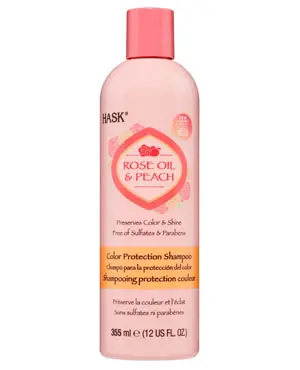 HASK®
ROSE OIL
& PEACH
Preserves Color & Shine
Free of Sulfates & Parabens
Color Protection Shampoo
Champú para la protección del color
Shampooing protection couleur
Préserve la couleur et l'éclat
Sans sulfates ni parabènes
355 ml ℮ (12 US FL. OZ.)